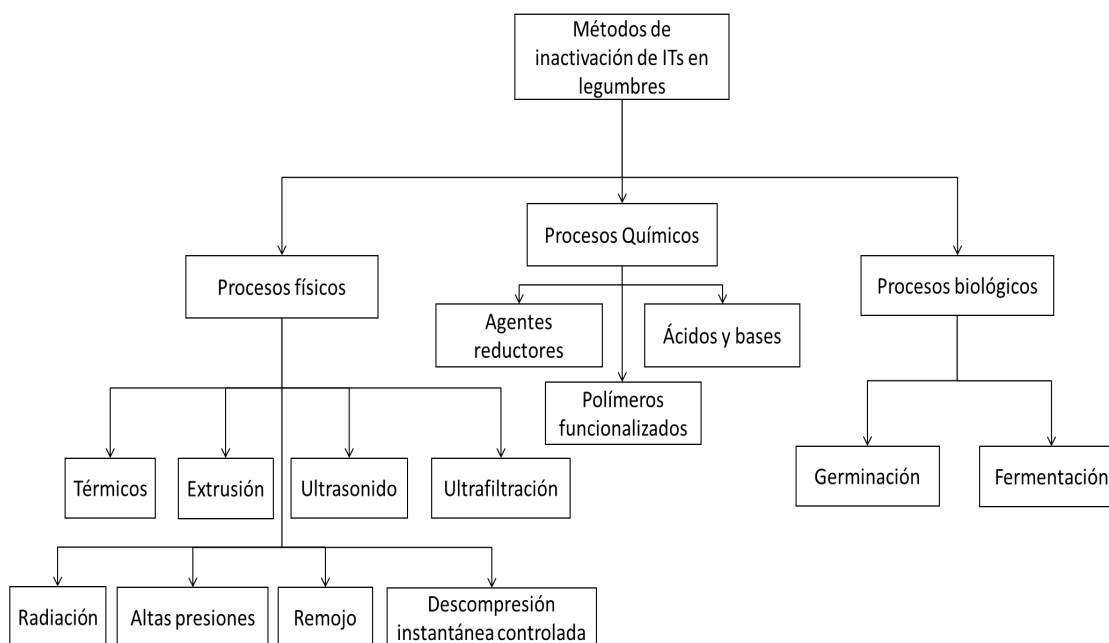 Métodos de
inactivación de ITs en
legumbres
Procesos Químicos
Procesos físicos
Procesos biológicos
Agentes
reductores
Ácidos y bases
Polímeros
funcionalizados
Térmicos
Extrusión
Ultrasonido
Ultrafiltración
Germinación
Fermentación
Radiación
Altas presiones
Remojo
Descompresión
instantánea controlada